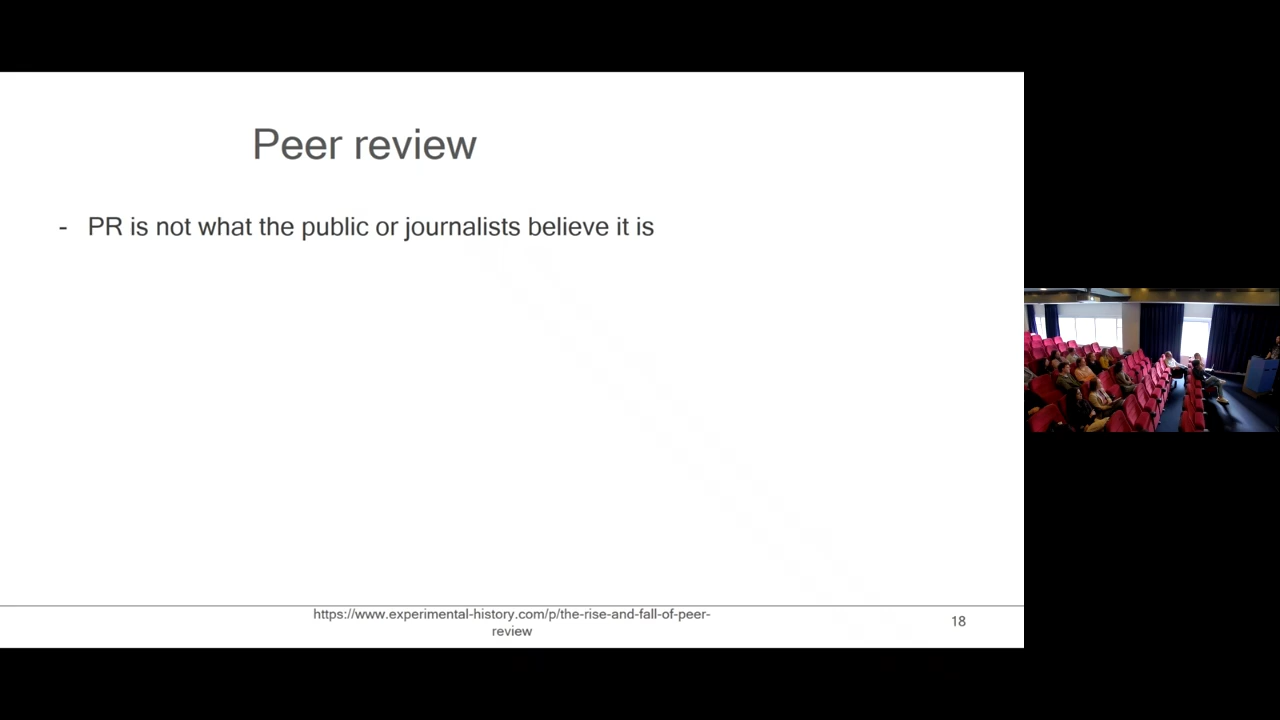 Peer review
- PR is not what the public or journalists believe it is
https://www.experimental-history.com/p/the-rise-and-fall-of-peer-
review
18